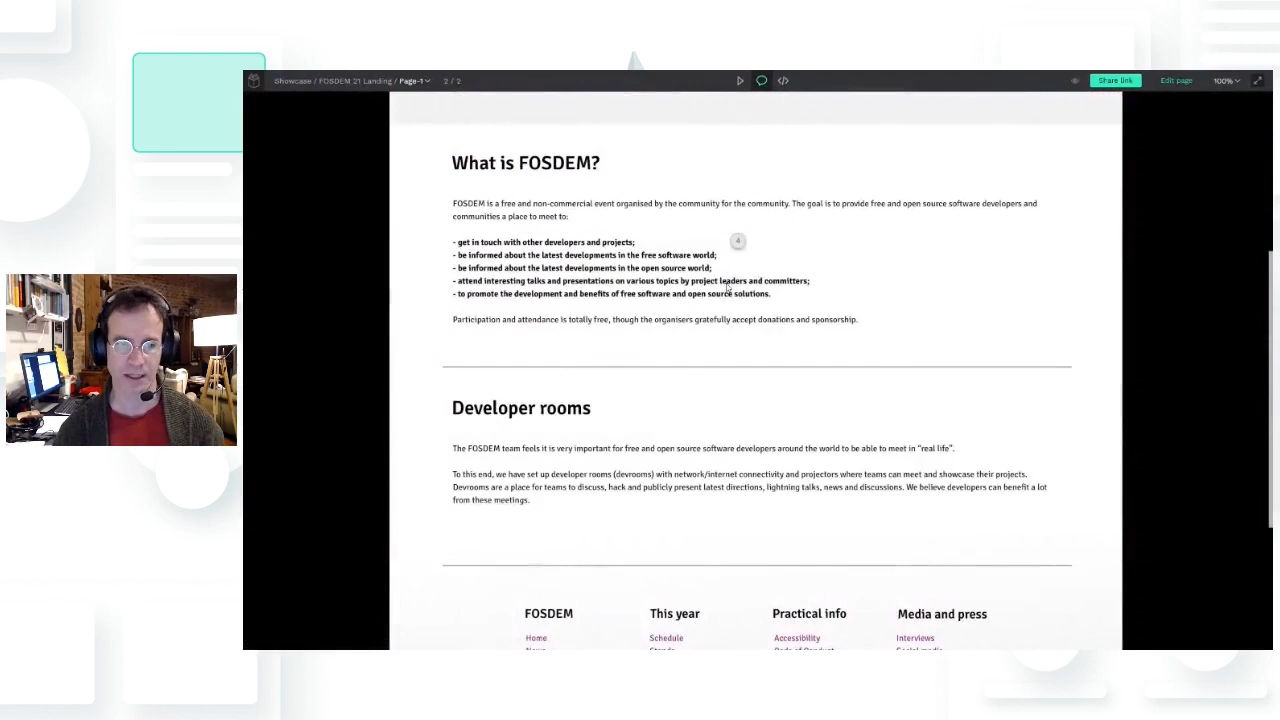 Showcase / FOSDEM 21 Landing / Page-1 2 / 2 Share link Edit page 100%
What is FOSDEM?
FOSDEM is a free and non-commercial event organised by the community for the community. The goal is to provide free and open source software developers and
communities a place to meet to:
4
- get in touch with other developers and projects;
- be informed about the latest developments in the free software world;
- be informed about the latest developments in the open source world;
- attend interesting talks and presentations on various topics by project leaders and committers;
- to promote the development and benefits of free software and open source solutions.
Participation and attendance is totally free, though the organisers gratefully accept donations and sponsorship.
Developer rooms
The FOSDEM team feels it is very important for free and open source software developers around the world to be able to meet in “real life”.
To this end, we have set up developer rooms (devrooms) with network/internet connectivity and projectors where teams can meet and showcase their projects.
Devrooms are a place for teams to discuss, hack and publicly present latest directions, lightning talks, news and discussions. We believe developers can benefit a lot
from these meetings.
FOSDEM This year Practical info Media and press
Home Schedule Accessibility Interviews